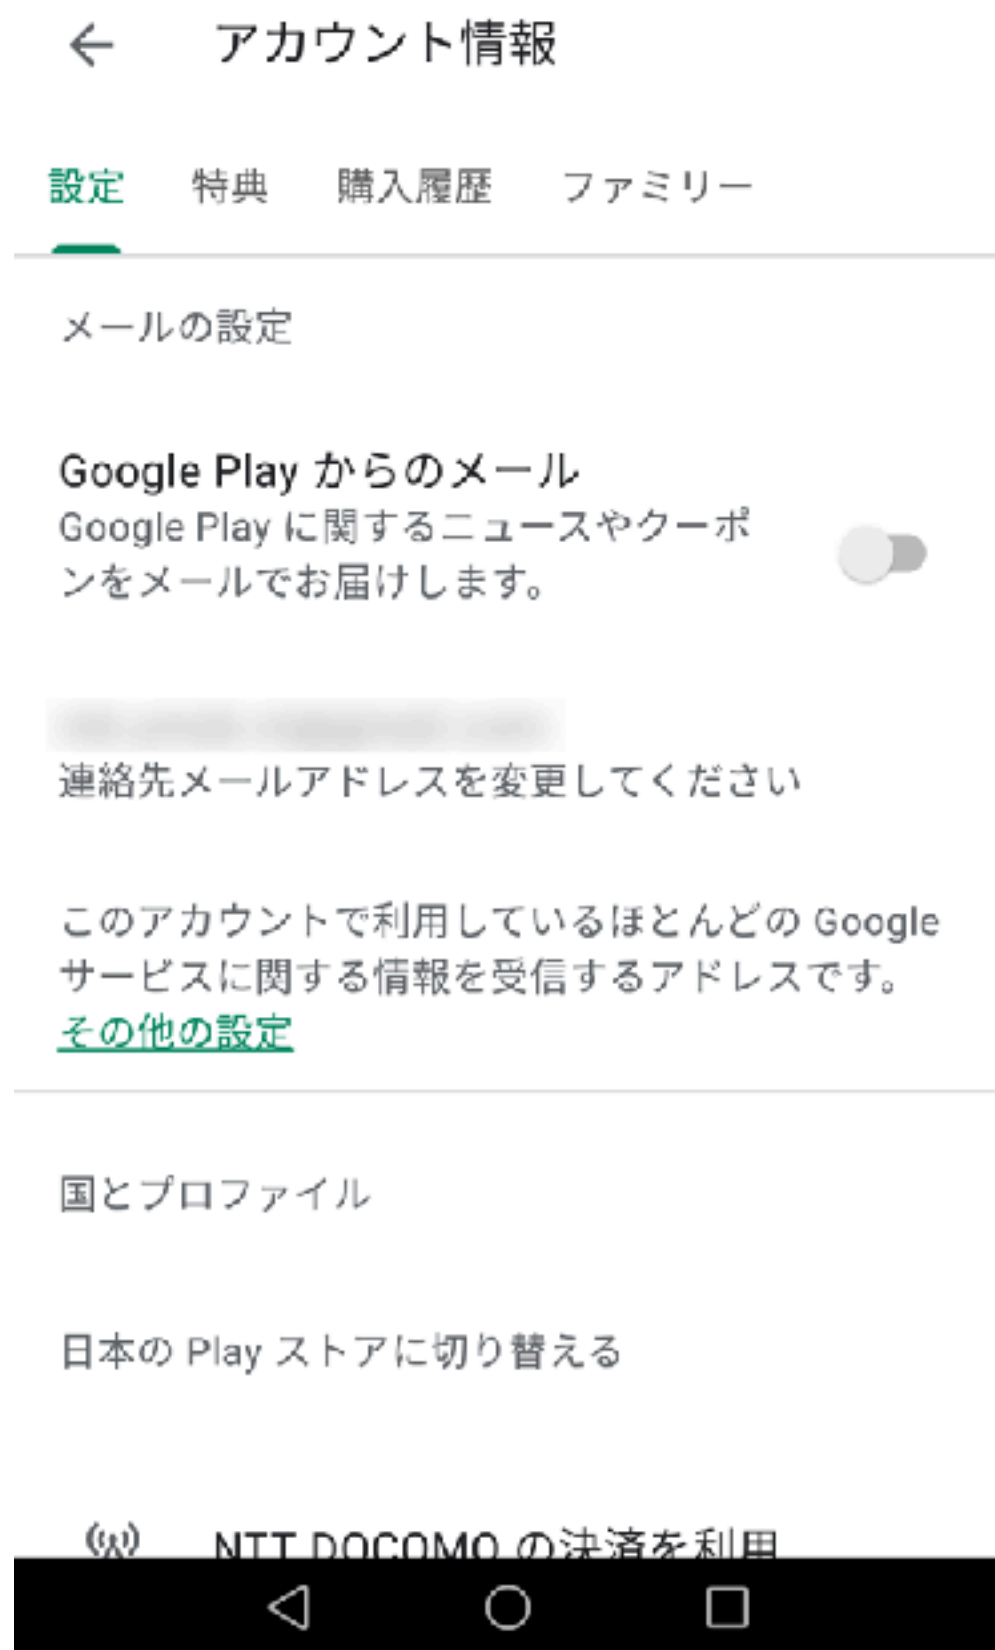 アカウント情報
設定 特典 購入履歴 ファミリー
メールの設定
Google Play からのメール
Google Play に関するニュースやクーポ
ンをメールでお届けします。
連絡先メールアドレスを変更してください
このアカウントで利用しているほとんどの Google
サービスに関する情報を受信するアドレスです。
その他の設定
国とプロファイル
日本の Play ストアに切り替える
NTT DOCOMO の決済を利用